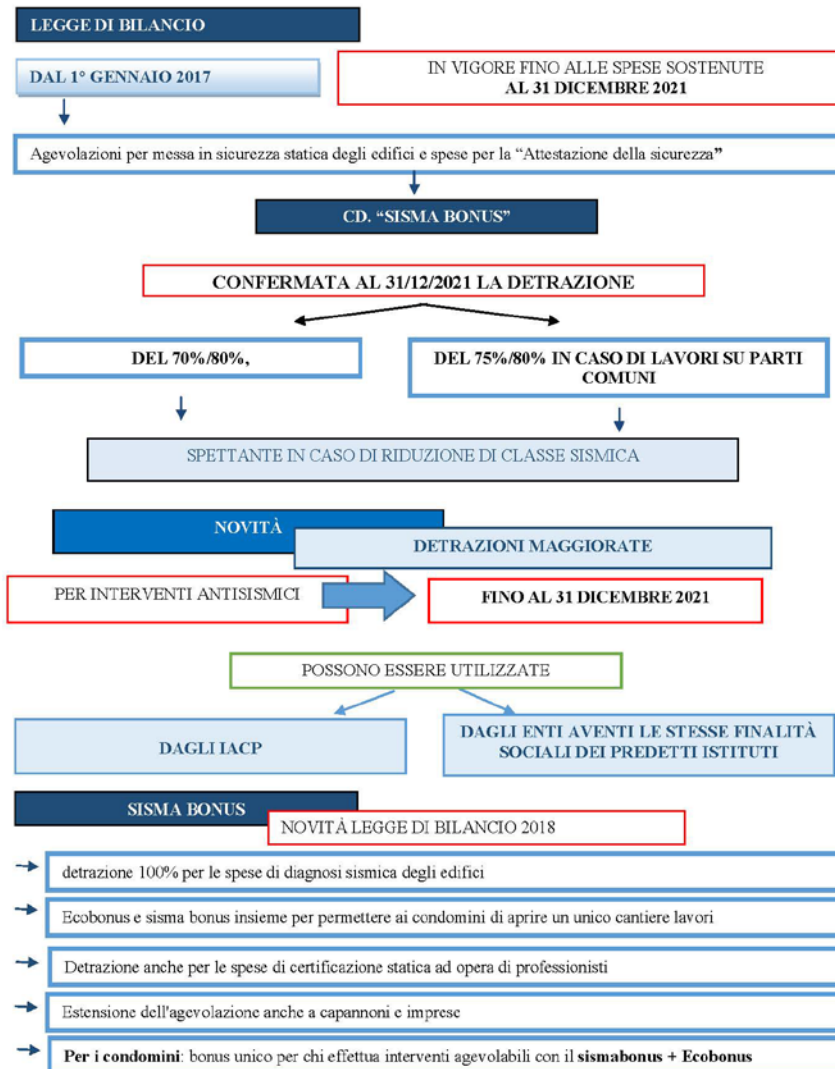 LEGGE DI BILANCIO
DAL 1° GENNAIO 2017
IN VIGORE FINO ALLE SPESE SOSTENUTE
AL 31 DICEMBRE 2021
Agevolazioni per messa in sicurezza statica degli edifici e spese per la “Attestazione della sicurezza”
CD. “SISMA BONUS”
CONFERMATA AL 31/12/2021 LA DETRAZIONE
DEL 70%/80%,
DEL 75%/80% IN CASO DI LAVORI SU PARTI
COMUNI
SPETTANTE IN CASO DI RIDUZIONE DI CLASSE SISMICA
NOVITÀ
DETRAZIONI MAGGIORATE
PER INTERVENTI ANTISISMICI
FINO AL 31 DICEMBRE 2021
POSSONO ESSERE UTILIZZATE
DAGLI IACP
DAGLI ENTI AVENTI LE STESSE FINALITÀ
SOCIALI DEI PREDETTI ISTITUTI
SISMA BONUS
NOVITÀ LEGGE DI BILANCIO 2018
detrazione 100% per le spese di diagnosi sismica degli edifici
Ecobonus e sisma bonus insieme per permettere ai condomini di aprire un unico cantiere lavori
Detrazione anche per le spese di certificazione statica ad opera di professionisti
Estensione dell'agevolazione anche a capannoni e imprese
Per i condomini: bonus unico per chi effettua interventi agevolabili con il sismabonus + Ecobonus